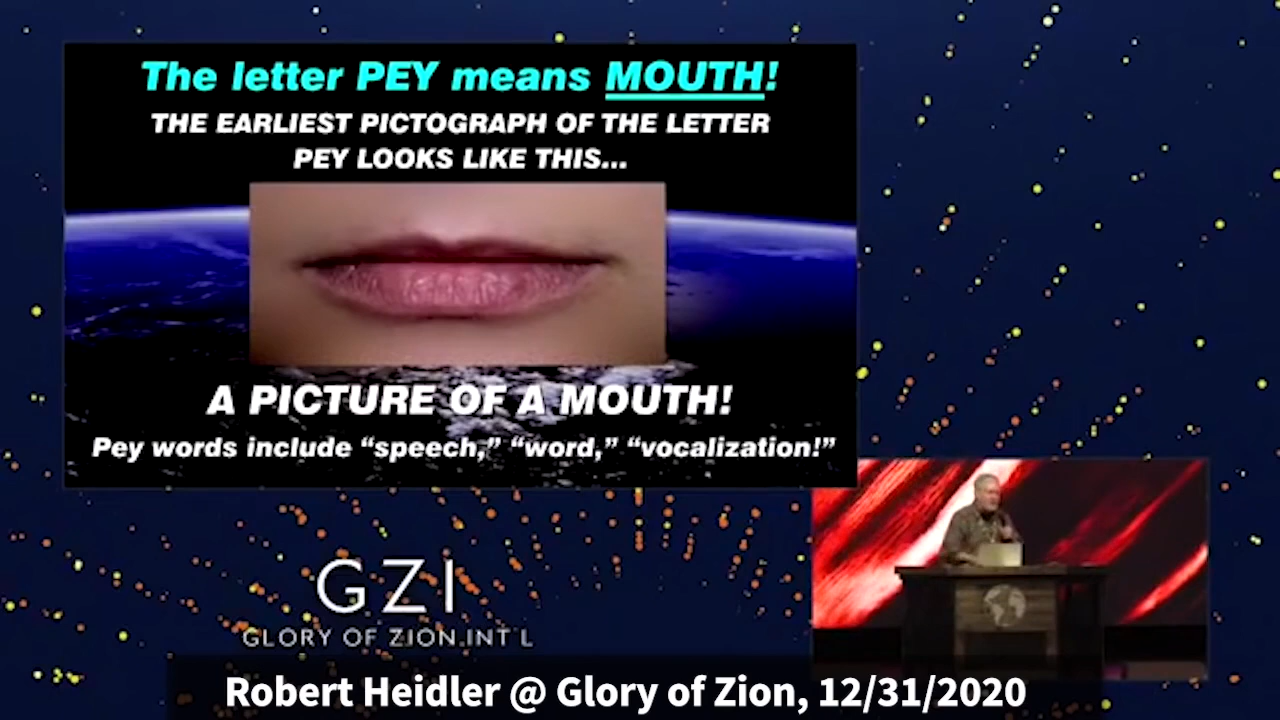 The letter PEY means MOUTH!
THE EARLIEST PICTOGRAPH OF THE LETTER
PEY LOOKS LIKE THIS...
A PICTURE OF A MOUTH!
Pey words include “speech,” “word,” “vocalization!”
GZI
GLORY OF ZION INT'L
Robert Heidler @ Glory of Zion, 12/31/2020